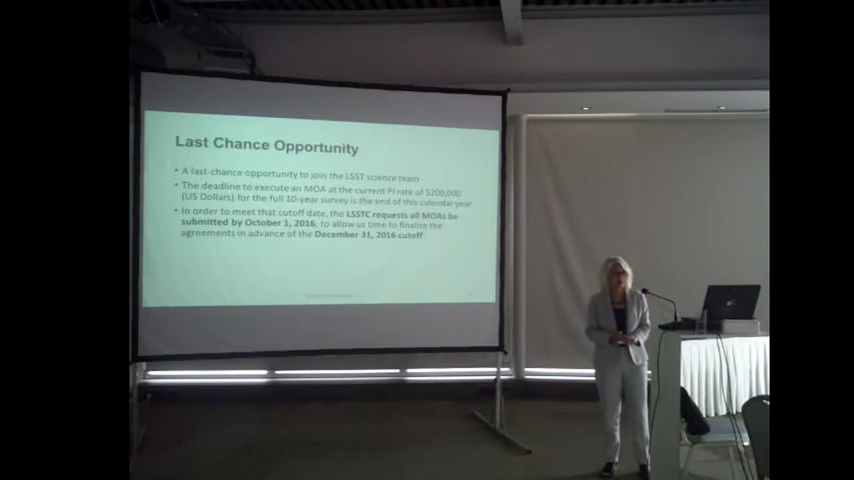 Last Chance Opportunity
• A last-chance opportunity to join the LSST science team
• The deadline to execute an MOA at the current PI rate of $200,000
(US Dollars) for the full 10-year survey is the end of this calendar year
• In order to meet that cutoff date, the LSSTC requests all MOAs be
submitted by October 1, 2016, to allow us time to finalize the
agreements in advance of the December 31, 2016 cutoff.